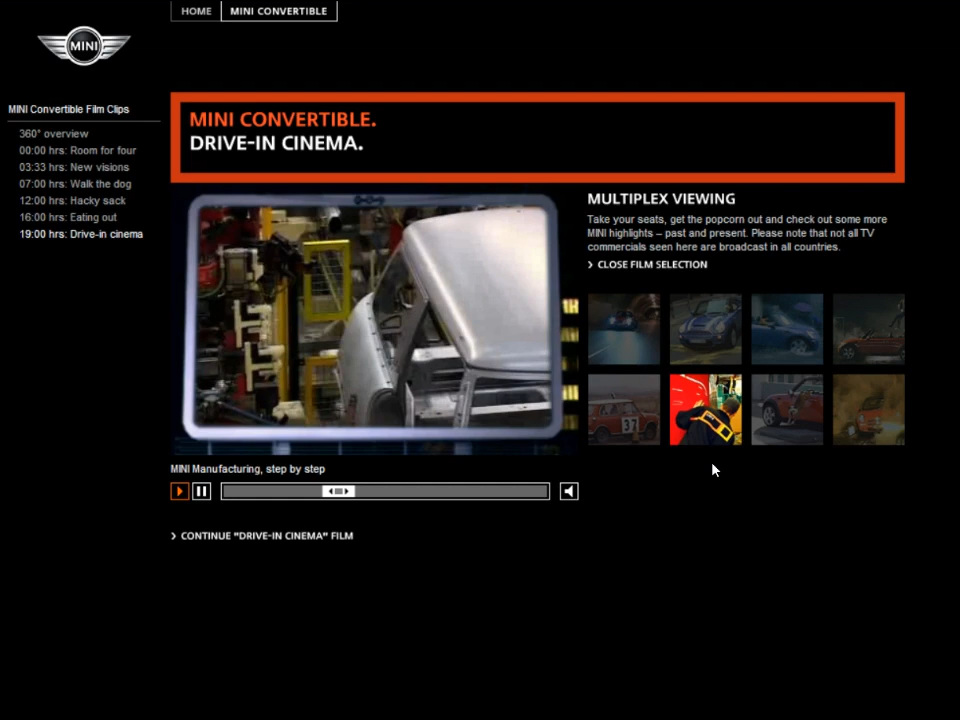 HOME
MINI CONVERTIBLE
MINI
MINI Convertible Film Clips
360° overview
00:00 hrs: Room for four
03:33 hrs: New visions
07:00 hrs: Walk the dog
12:00 hrs: Hacky sack
16:00 hrs: Eating out
19:00 hrs: Drive-in cinema
MINI CONVERTIBLE.
DRIVE-IN CINEMA.
MULTIPLEX VIEWING
Take your seats, get the popcorn out and check out some more
MINI highlights – past and present. Please note that not all TV
commercials seen here are broadcast in all countries.
CLOSE FILM SELECTION
37
MINI Manufacturing, step by step
CONTINUE "DRIVE-IN CINEMA" FILM